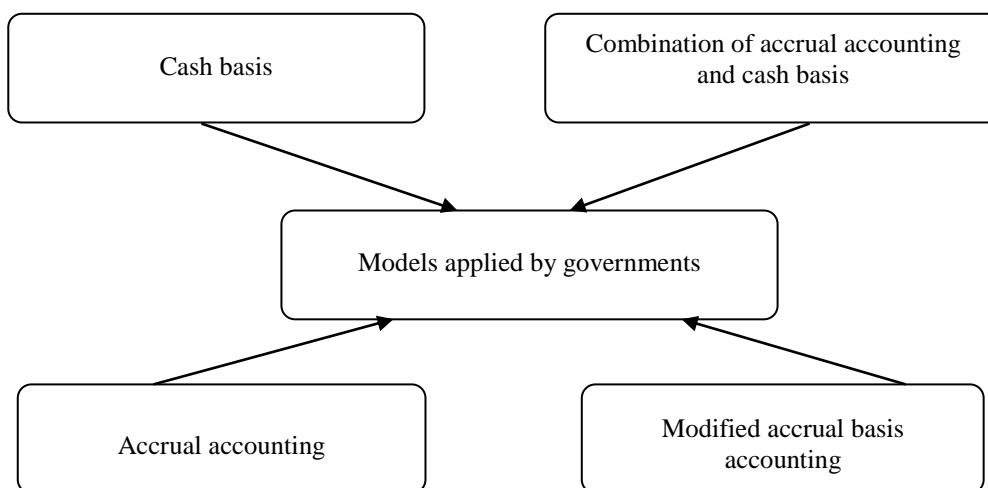 Cash basis
Combination of accrual accounting
and cash basis
Models applied by governments
Accrual accounting
Modified accrual basis
accounting